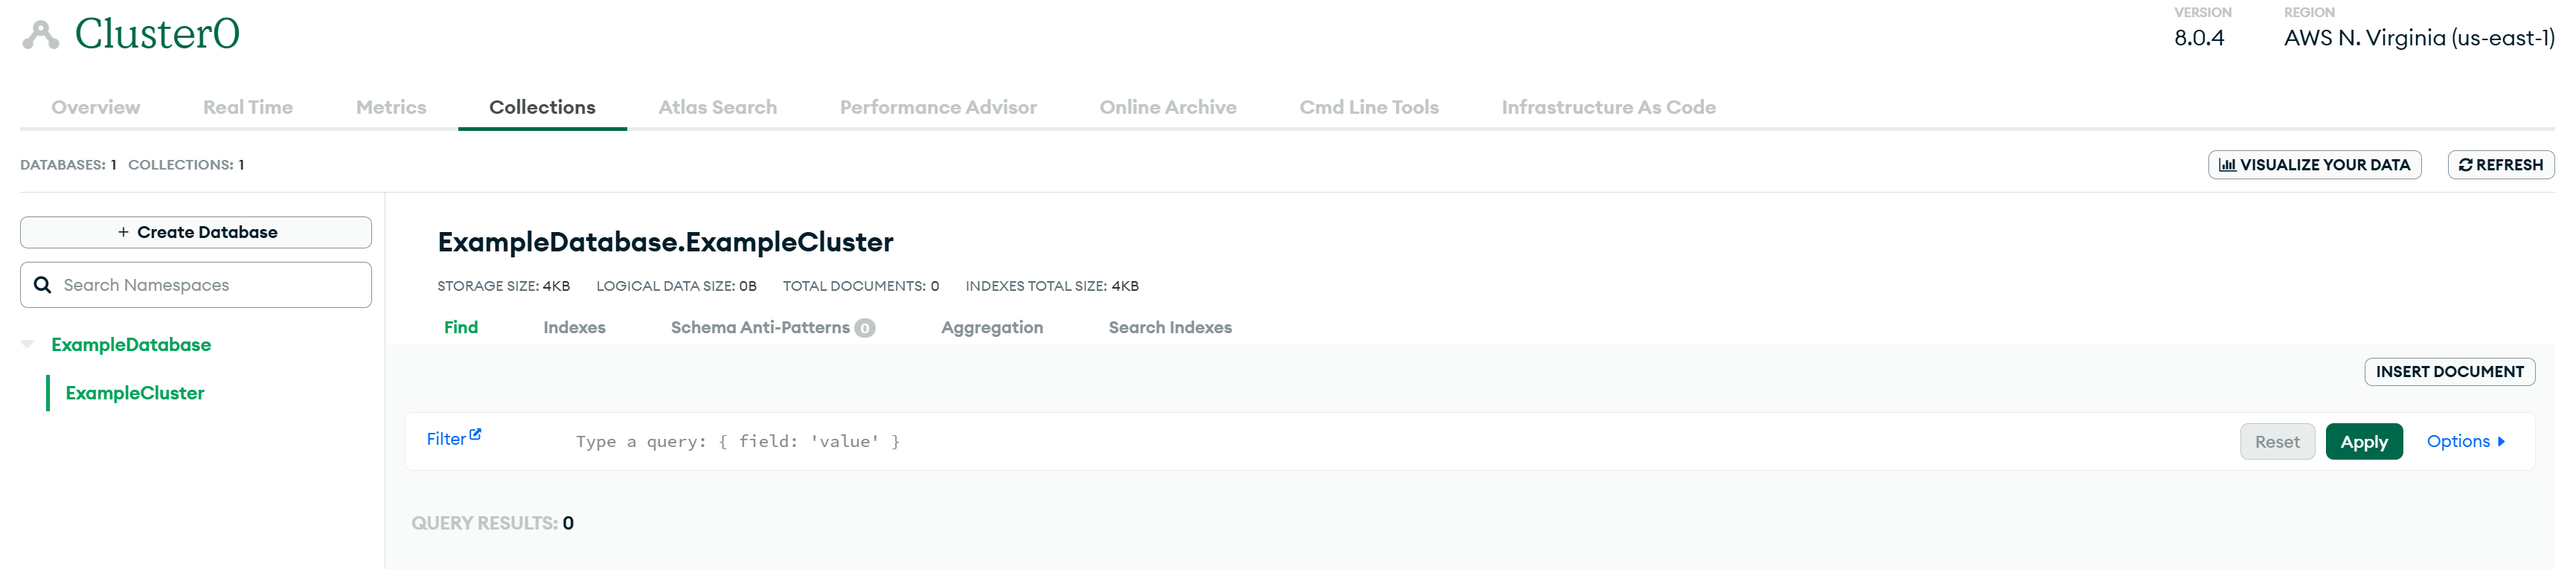 Cluster0
VERSION
8.0.4
REGION
AWS N. Virginia (us-east-1)
Overview Real Time Metrics Collections Atlas Search Performance Advisor Online Archive Cmd Line Tools Infrastructure As Code
DATABASES: 1 COLLECTIONS: 1
VISUALIZE YOUR DATA REFRESH
+ Create Database
Search Namespaces
ExampleDatabase
ExampleCluster
ExampleDatabase.ExampleCluster
STORAGE SIZE: 4KB LOGICAL DATA SIZE: 0B TOTAL DOCUMENTS: 0 INDEXES TOTAL SIZE: 4KB
Find Indexes Schema Anti-Patterns 0 Aggregation Search Indexes
INSERT DOCUMENT
Filter Type a query: { field: 'value' } Reset Apply Options
QUERY RESULTS: 0